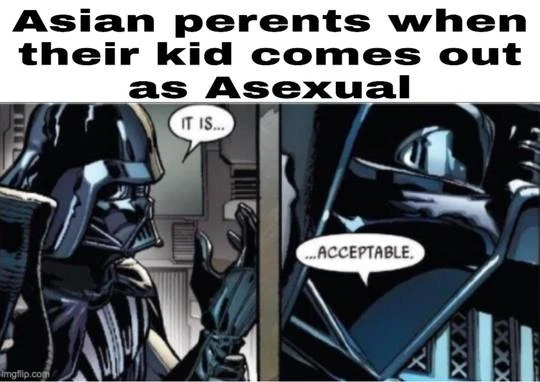 Asian perents when
their kid comes out
as Asexual
IT IS...
...ACCEPTABLE.
imgflip.com